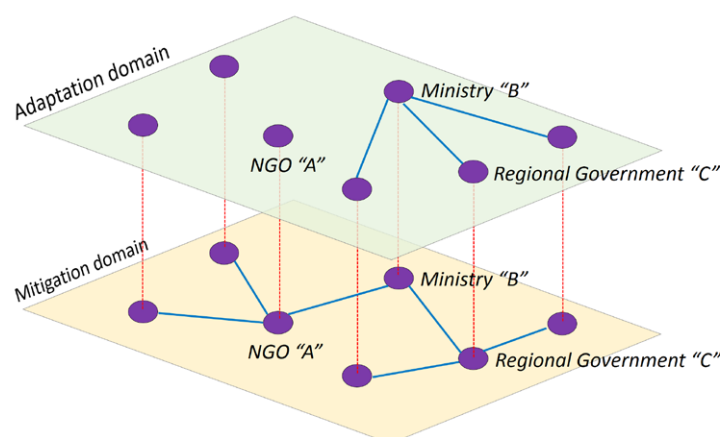 Adaptation domain
Ministry “B”
NGO “A”
Regional Government “C”
Mitigation domain
Ministry “B”
NGO “A”
Regional Government “C”